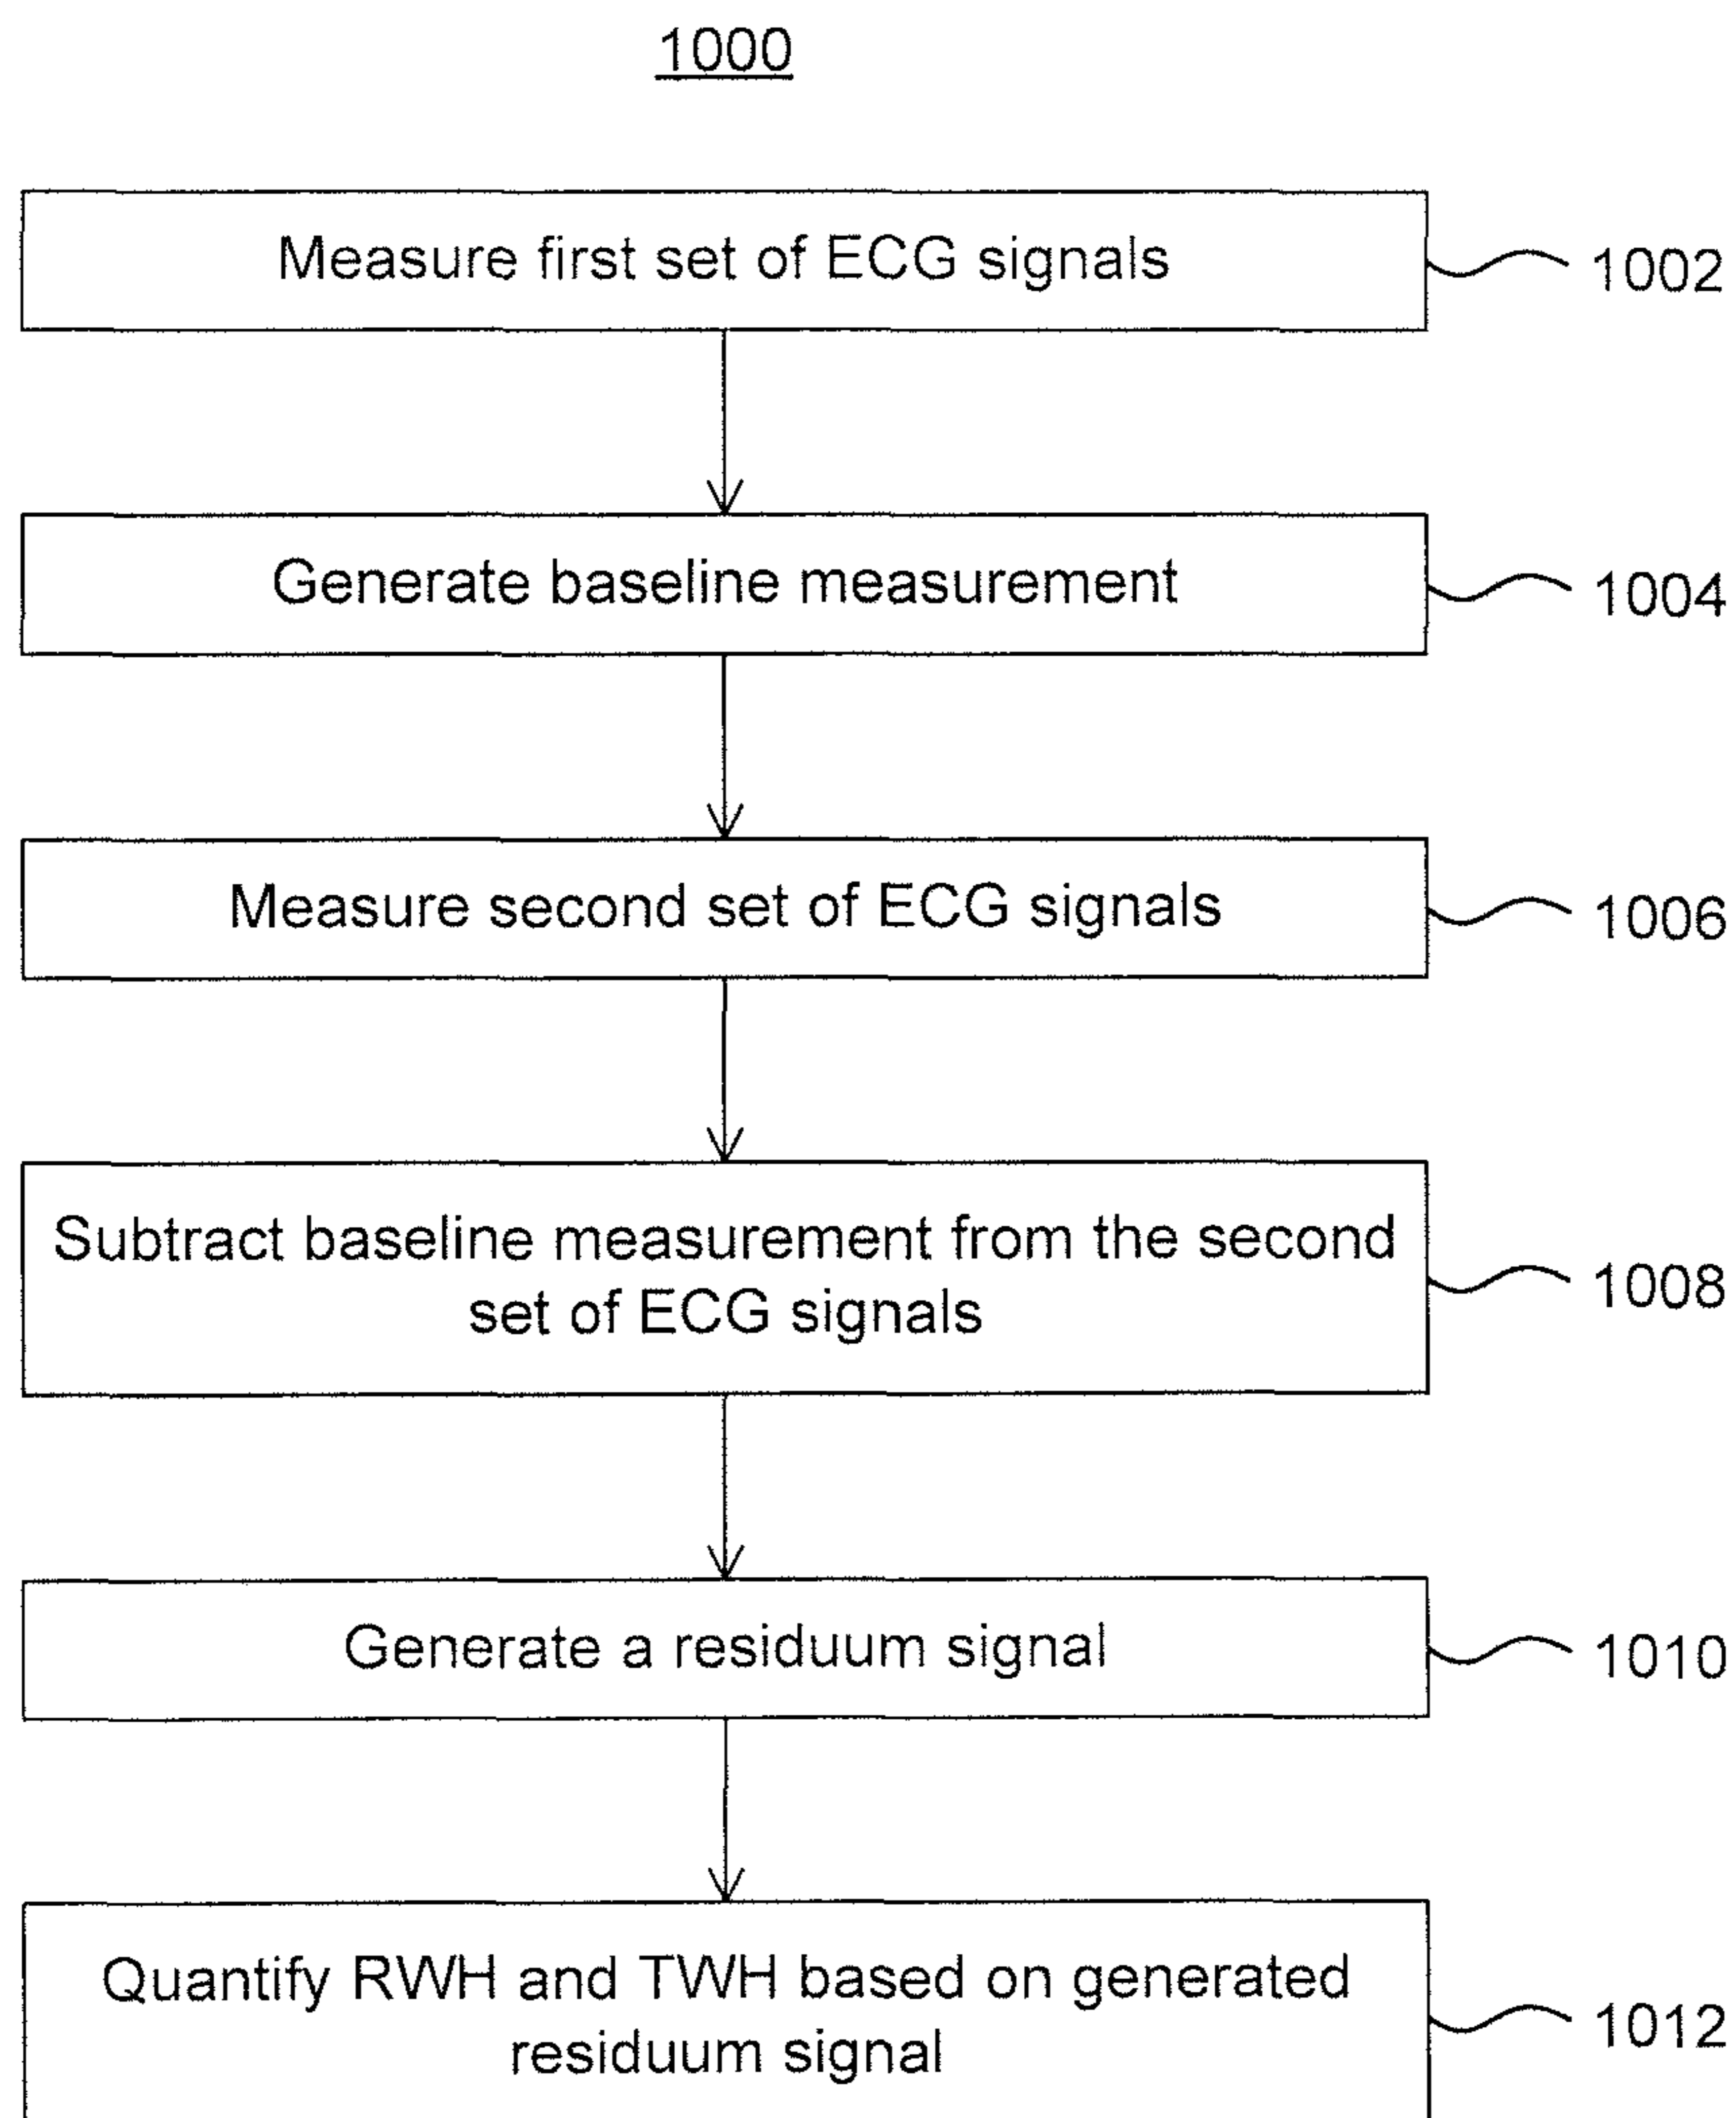 1000
Measure first set of ECG signals
1002
Generate baseline measurement
1004
Measure second set of ECG signals
1006
Subtract baseline measurement from the second
set of ECG signals
1008
Generate a residuum signal
1010
Quantify RWH and TWH based on generated
residuum signal
1012